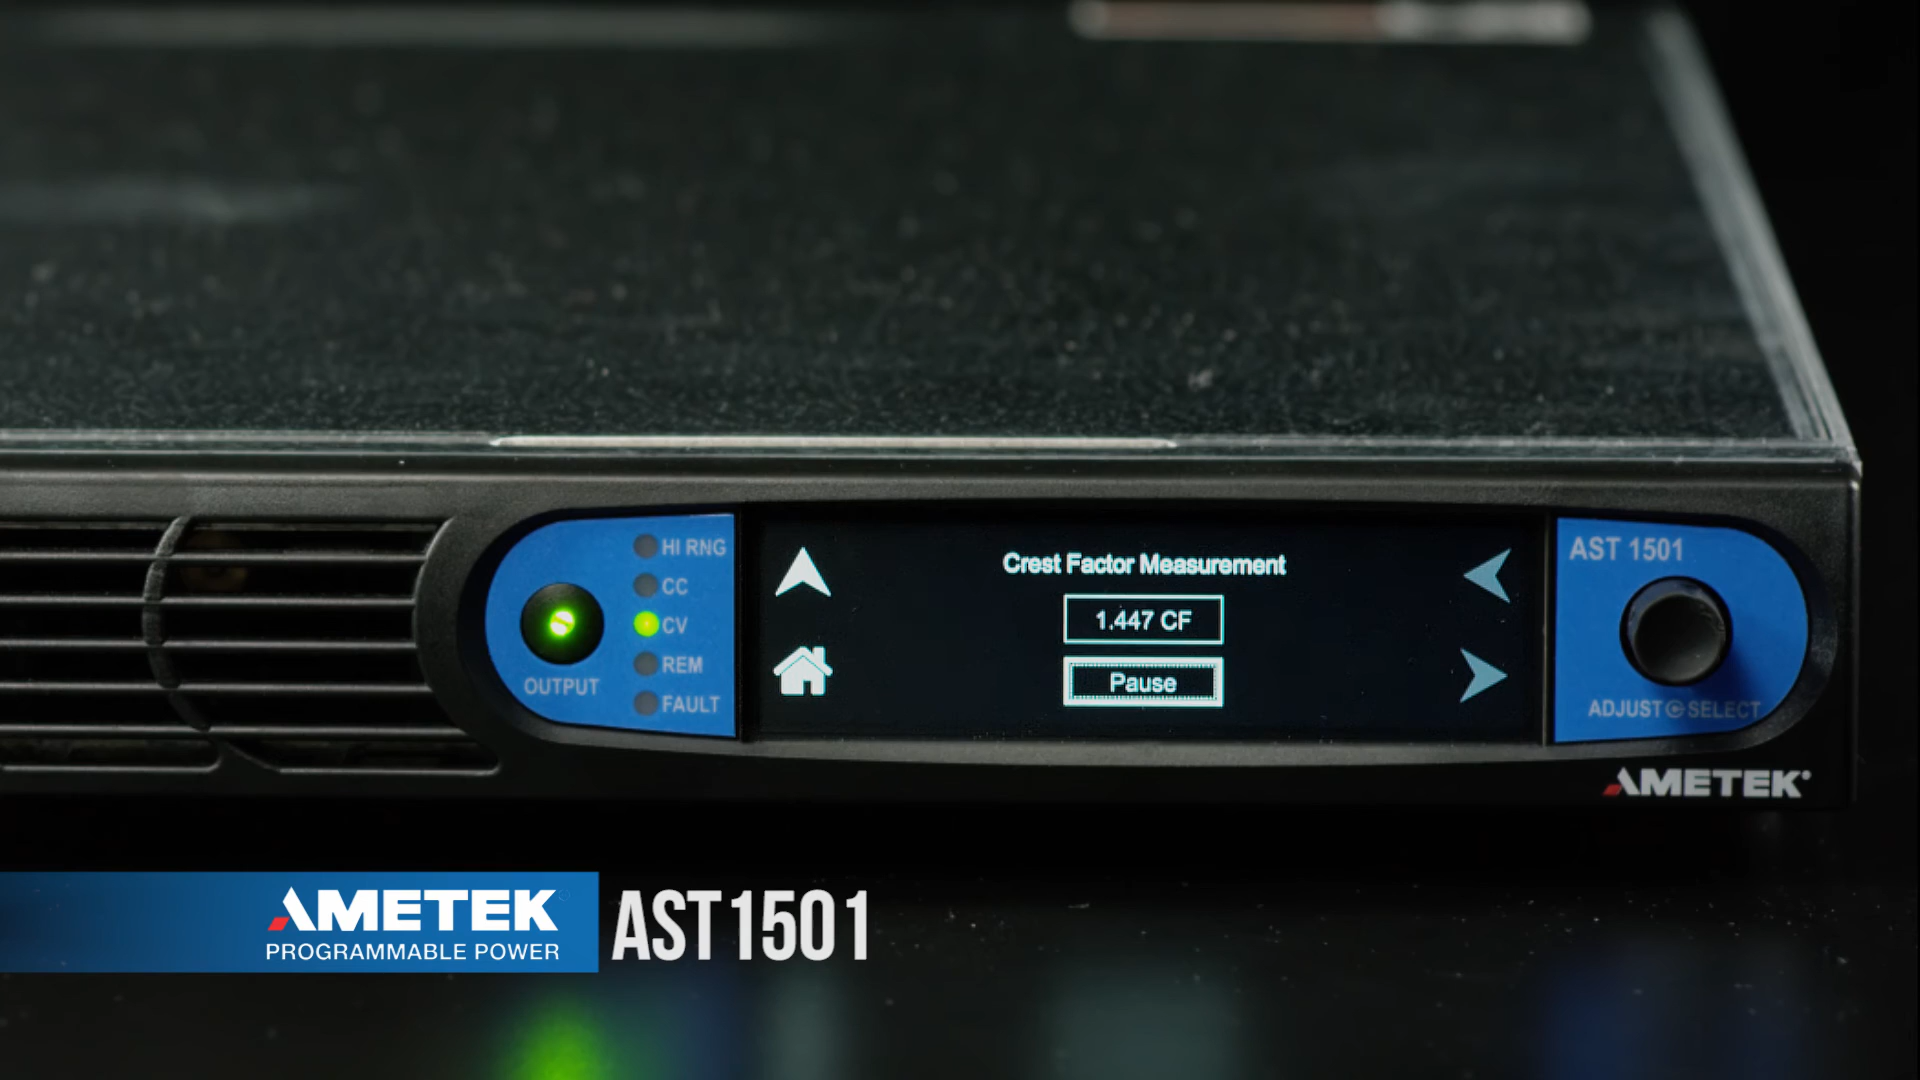 HI RNG
CC
CV
REM
FAULT
OUTPUT
Crest Factor Measurement
1.447 CF
Pause
AST 1501
ADJUST SELECT
AMETEK®
AMETEK
PROGRAMMABLE POWER
AST1501